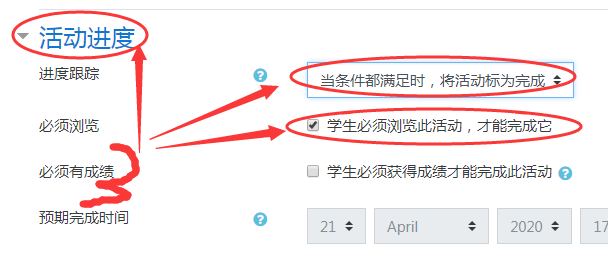 活动进度
进度跟踪 当条件都满足时，将活动标为完成
必须浏览 学生必须浏览此活动，才能完成它
必须有成绩 学生必须获得成绩才能完成此活动
预期完成时间 21 April 2020 17
3